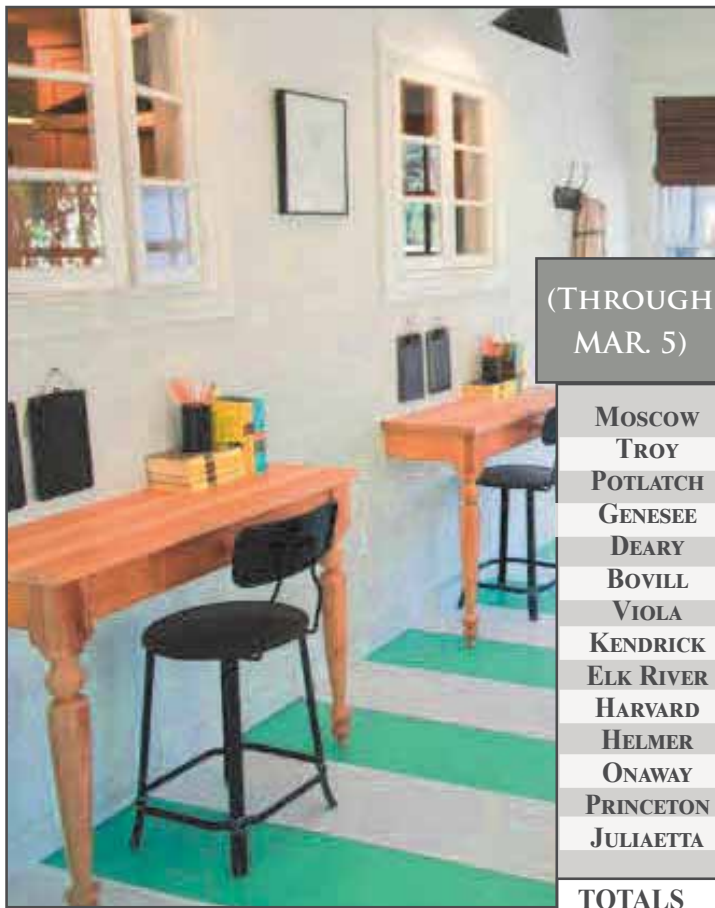 (THROUGH
MAR. 5)
MOSCOW
TROY
POTLATCH
GENESEE
DEARY
BOVILL
VIOLA
KENDRICK
ELK RIVER
HARVARD
HELMER
ONAWAY
PRINCETON
JULIAETTA
TOTALS